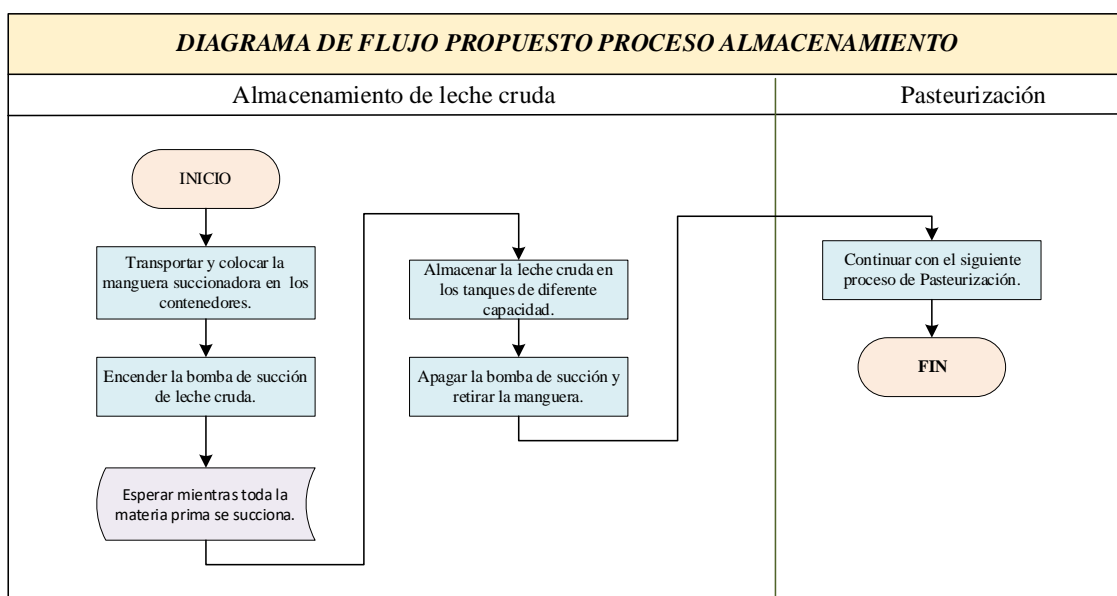 DIAGRAMA DE FLUJO PROPUESTO PROCESO ALMACENAMIENTO
Almacenamiento de leche cruda
Pasteurización
INICIO
Transportar y colocar la
manguera succionadora en los
contenedores.
Encender la bomba de succión
de leche cruda.
Esperar mientras toda la
materia prima se succiona.
Almacenar la leche cruda en
los tanques de diferente
capacidad.
Apagar la bomba de succión y
retirar la manguera.
Continuar con el siguiente
proceso de Pasteurización.
FIN